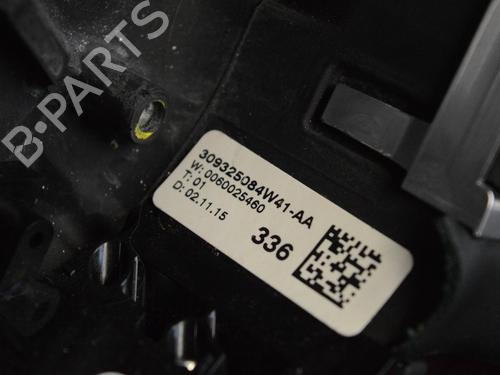 B-PARTS
309325084W41-AA
W: 0060025460
T: 01
D: 02.11.15
336